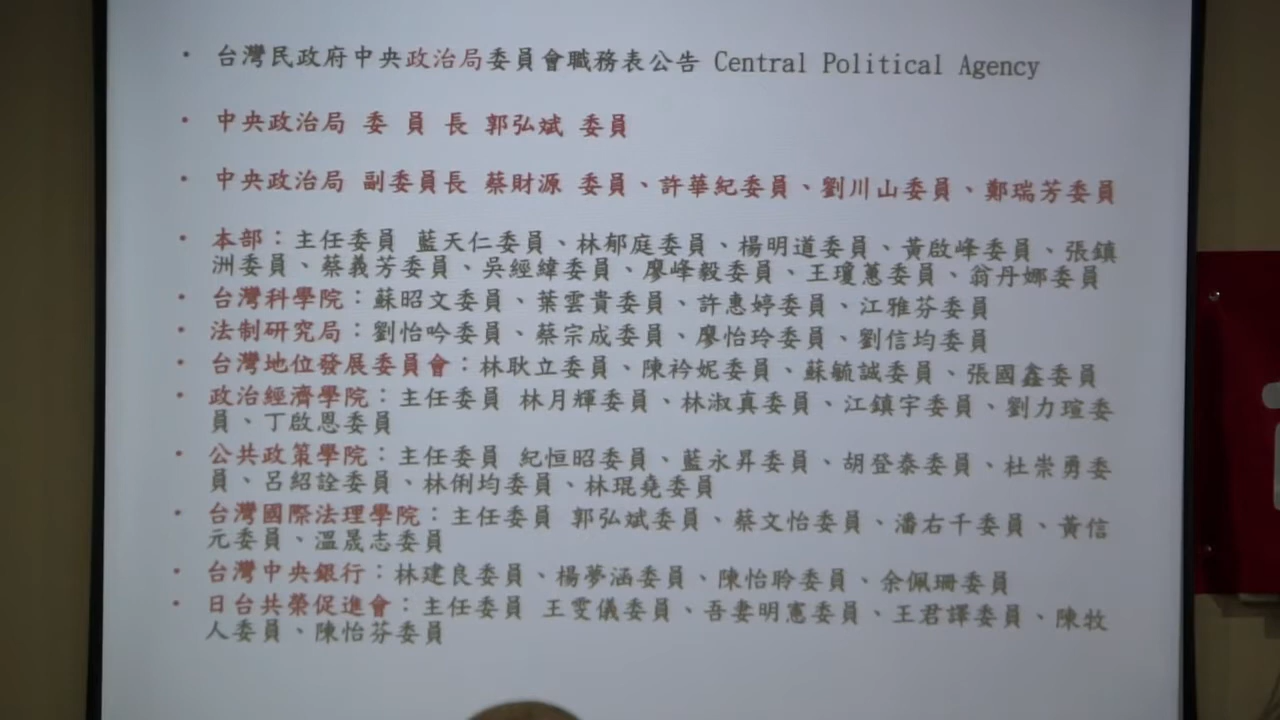 • 台灣民政府中央政治局委員會職務表公告 Central Political Agency
• 中央政治局 委 員 長 郭弘斌 委員
• 中央政治局 副委員長 蔡財源 委員、許華紀委員、劉川山委員、鄭瑞芳委員
• 本部：主任委員 藍天仁委員、林郁庭委員、楊明道委員、黃啟峰委員、張鎮
洲委員、蔡義芳委員、吳經緯委員、廖峰毅委員、王瓊蕙委員、翁丹娜委員
• 台灣科學院：蘇昭文委員、葉雲貴委員、許惠婷委員、江雅芬委員
• 法制研究局：劉怡吟委員、蔡宗成委員、廖怡玲委員、劉信均委員
• 台灣地位發展委員會：林耿立委員、陳衿妮委員、蘇毓誠委員、張國鑫委員
• 政治經濟學院：主任委員 林月輝委員、林淑真委員、江鎮宇委員、劉力瑄委
員、丁啟恩委員
• 公共政策學院：主任委員 紀恒昭委員、藍永昇委員、胡登泰委員、杜崇勇委
員、呂紹詮委員、林俐均委員、林琨堯委員
• 台灣國際法理學院：主任委員 郭弘斌委員、蔡文怡委員、潘右千委員、黃信
元委員、溫晟志委員
• 台灣中央銀行：林建良委員、楊夢涵委員、陳怡聆委員、余佩珊委員
• 日台共榮促進會：主任委員 王雯儀委員、吾妻明憲委員、王君譯委員、陳牧
人委員、陳怡芬委員